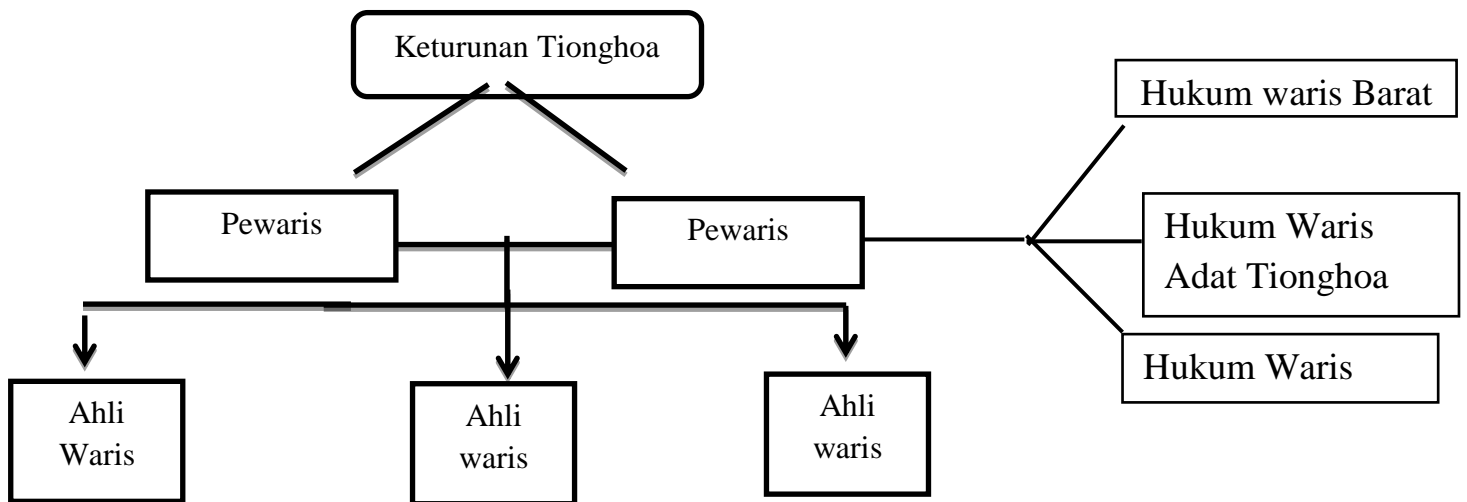 Keturunan Tionghoa
Hukum waris Barat
Pewaris
Pewaris
Hukum Waris
Adat Tionghoa
Hukum Waris
Ahli
Waris
Ahli
waris
Ahli
waris